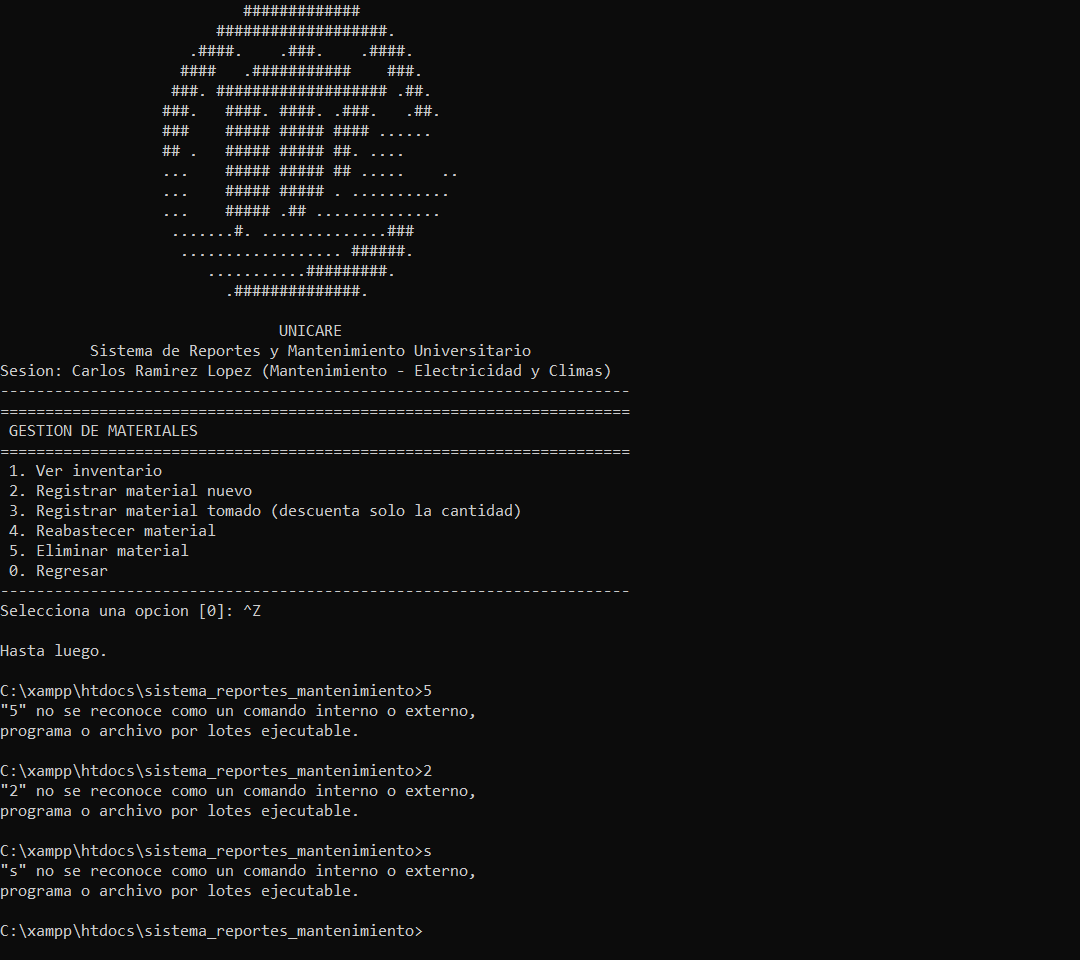 #############
###################.
.####.    .###.    .####.
####   .###########    ###.
###. ################### .##.
###.   ####. ####. .###.   .##.
###    ##### ##### #### ......
## .   ##### ##### ##. ....
...    ##### ##### ## .....    ..
...    ##### ##### . ...........
...    ##### .## ..............
.......#. ..............###
.................. ######.
...........#########.
.##############.
UNICARE
Sistema de Reportes y Mantenimiento Universitario
Sesion: Carlos Ramirez Lopez (Mantenimiento - Electricidad y Climas)
----------------------------------------------------------------------
======================================================================
GESTION DE MATERIALES
======================================================================
1. Ver inventario
2. Registrar material nuevo
3. Registrar material tomado (descuenta solo la cantidad)
4. Reabastecer material
5. Eliminar material
0. Regresar
----------------------------------------------------------------------
Selecciona una opcion [0]: ^Z
Hasta luego.
C:\xampp\htdocs\sistema_reportes_mantenimiento>5
"5" no se reconoce como un comando interno o externo,
programa o archivo por lotes ejecutable.
C:\xampp\htdocs\sistema_reportes_mantenimiento>2
"2" no se reconoce como un comando interno o externo,
programa o archivo por lotes ejecutable.
C:\xampp\htdocs\sistema_reportes_mantenimiento>s
"s" no se reconoce como un comando interno o externo,
programa o archivo por lotes ejecutable.
C:\xampp\htdocs\sistema_reportes_mantenimiento>